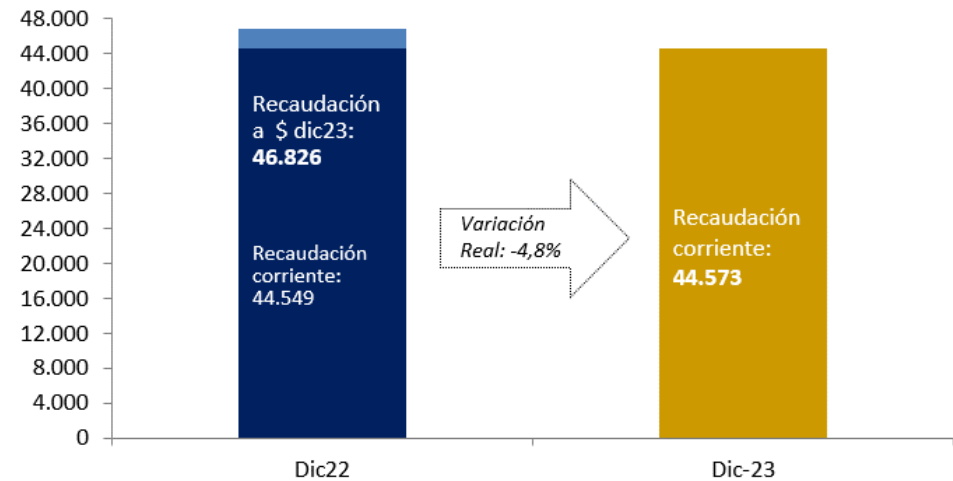 48.000
44.000
40.000
36.000
32.000
28.000
24.000
20.000
16.000
12.000
8.000
4.000
0
Recaudación
a $ dic23:
46.826
Recaudación
corriente:
44.549
Variación
Real: -4,8%
Recaudación
corriente:
44.573
Dic22
Dic-23